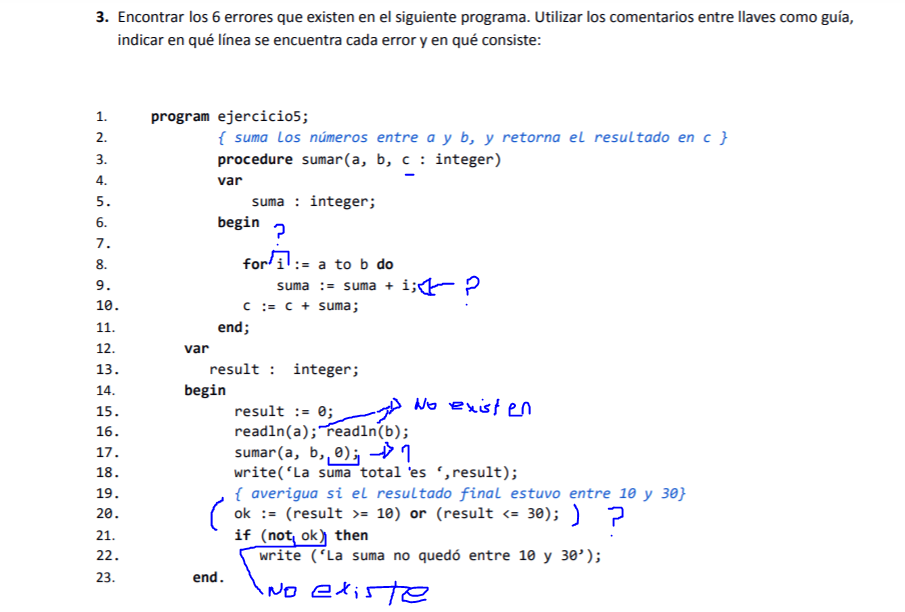 3. Encontrar los 6 errores que existen en el siguiente programa. Utilizar los comentarios entre llaves como guía,
indicar en qué línea se encuentra cada error y en qué consiste:
1. program ejercicio5;
2. { suma los números entre a y b, y retorna el resultado en c }
3. procedure sumar(a, b, c : integer)
4. var
5. suma : integer;
6. begin ?
7.
8. for i := a to b do
9. suma := suma + i; ?
10. c := c + suma;
11. end;
12. var
13. result : integer;
14. begin
15. result := 0; No existen
16. readln(a); readln(b);
17. sumar(a, b, 0); ?
18. write(‘La suma total es ‘,result);
19. { averigua si el resultado final estuvo entre 10 y 30}
20. ( ok := (result >= 10) or (result <= 30); ) ?
21. if (not ok) then
22. write (‘La suma no quedó entre 10 y 30’);
23. end.
No existe